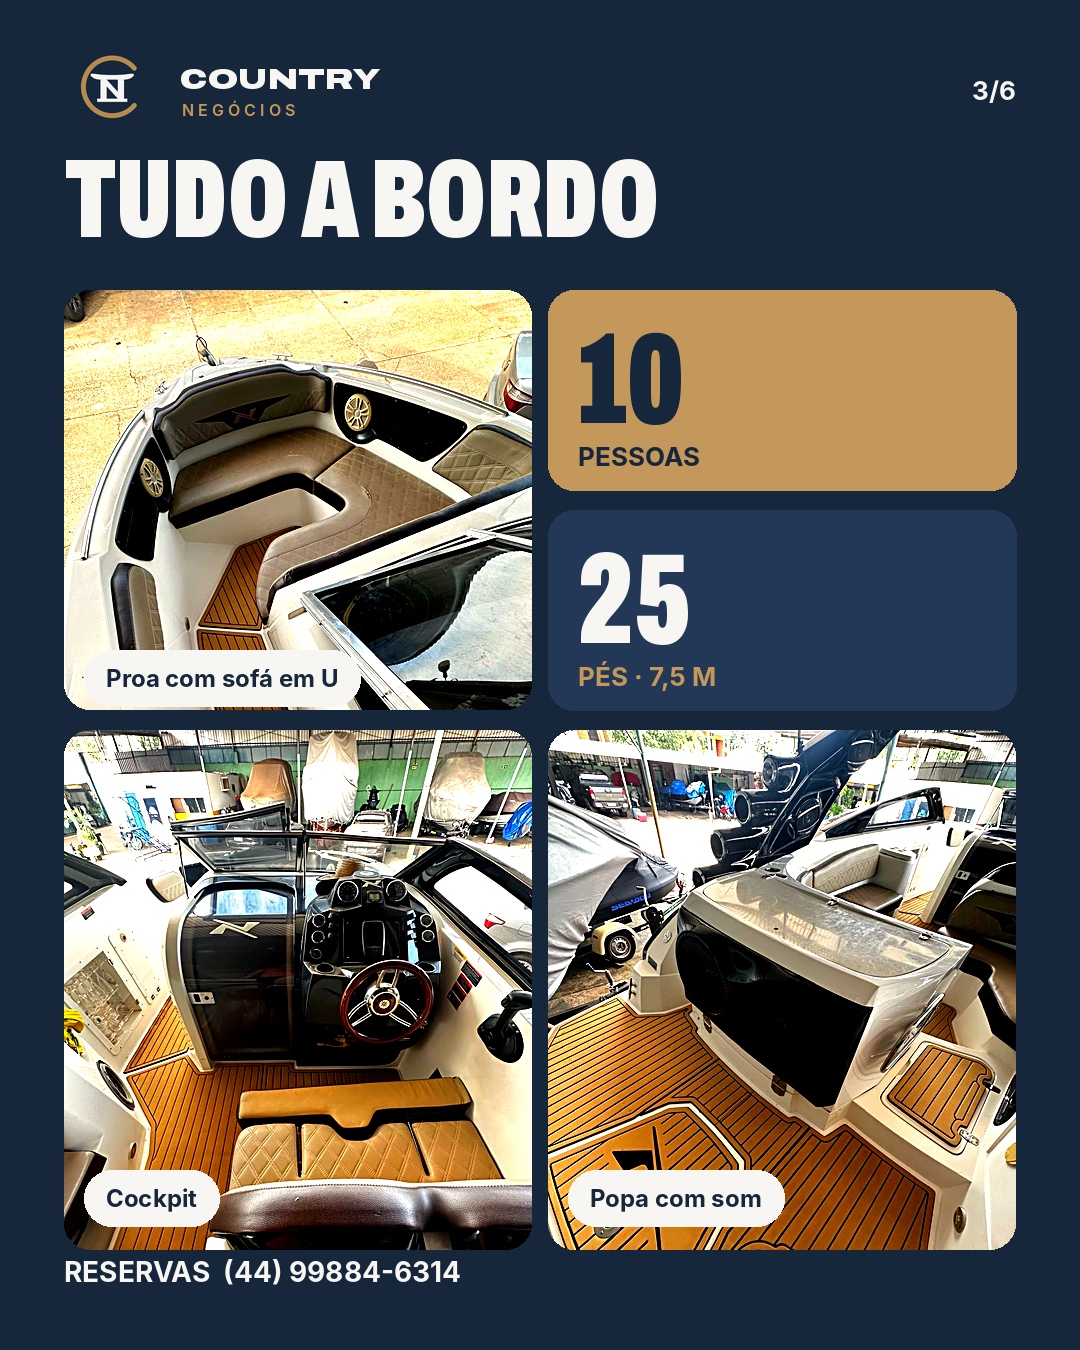 COUNTRY
NEGÓCIOS
3/6
TUDO A BORDO
10
PESSOAS
25
PÉS · 7,5 M
Proa com sofá em U
Cockpit
Popa com som
RESERVAS (44) 99884-6314